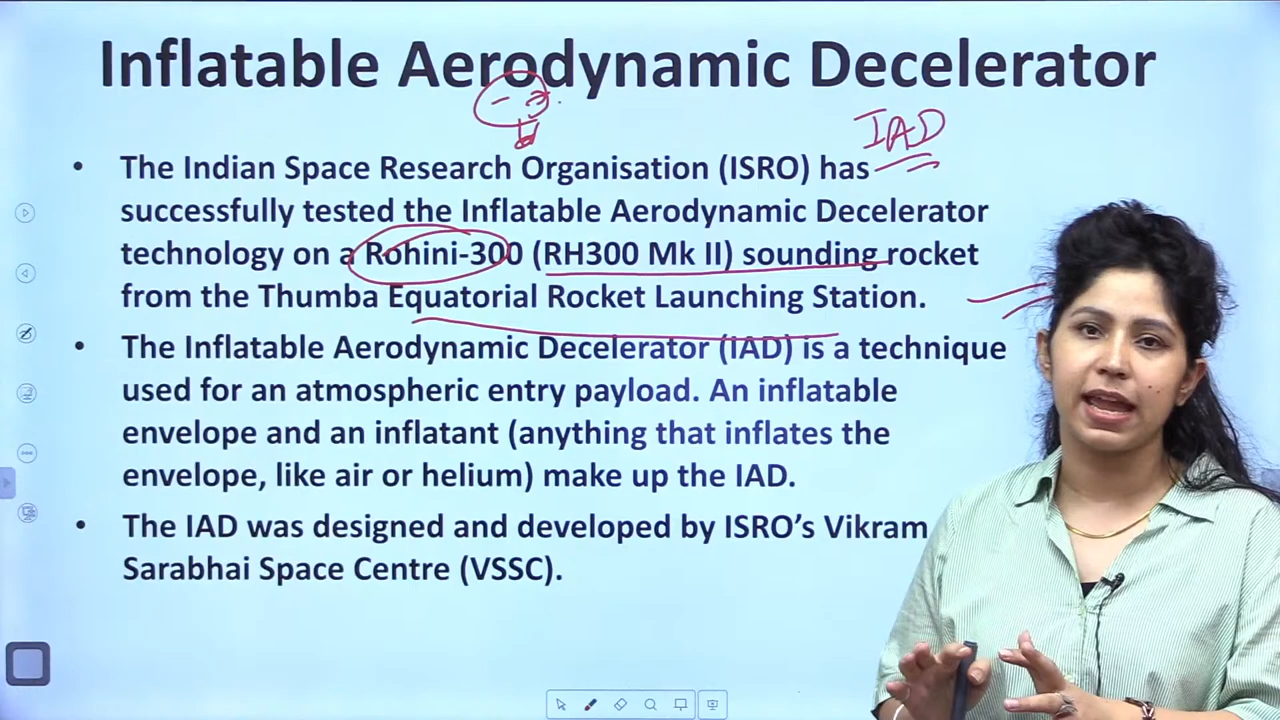 Inflatable Aerodynamic Decelerator
IAD
• The Indian Space Research Organisation (ISRO) has
successfully tested the Inflatable Aerodynamic Decelerator
technology on a Rohini-300 (RH300 Mk II) sounding rocket
from the Thumba Equatorial Rocket Launching Station.
• The Inflatable Aerodynamic Decelerator (IAD) is a technique
used for an atmospheric entry payload. An inflatable
envelope and an inflatant (anything that inflates the
envelope, like air or helium) make up the IAD.
• The IAD was designed and developed by ISRO's Vikram
Sarabhai Space Centre (VSSC).